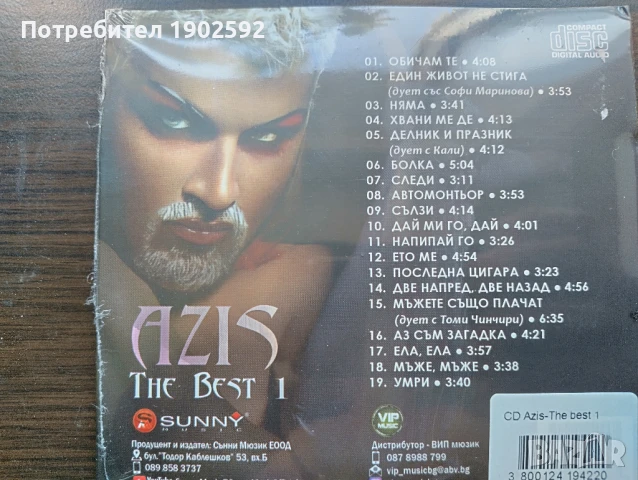 Потребител 1902592
COMPACT
disc
DIGITAL AUDIO
01. ОБИЧАМ ТЕ • 4:08
02. ЕДИН ЖИВОТ НЕ СТИГА
(дует със Софи Маринова) • 3:53
03. НЯМА • 3:41
04. ХВАНИ МЕ ДЕ • 4:13
05. ДЕЛНИК И ПРАЗНИК
(дует с Кали) • 4:12
06. БОЛКА • 5:04
07. СЛЕДИ • 3:11
08. АВТОМОНТЬОР • 3:53
09. СЪЛЗИ • 4:14
10. ДАЙ МИ ГО, ДАЙ • 4:01
11. НАПИПАЙ ГО • 3:26
12. ЕТО МЕ • 4:54
13. ПОСЛЕДНА ЦИГАРА • 3:23
14. ДВЕ НАПРЕД, ДВЕ НАЗАД • 4:56
15. МЪЖЕТЕ СЪЩО ПЛАЧАТ
(дует с Томи Чинчири) • 6:35
16. АЗ СЪМ ЗАГАДКА • 4:21
17. ЕЛА, ЕЛА • 3:57
18. МЪЖЕ, МЪЖЕ • 3:38
19. УМРИ • 3:40
AZIS
THE BEST 1
SUNNY
MUSIC
Продуцент и издател: Сънни Мюзик ЕООД
бул."Тодор Каблешков" 53, вх.Б
089 858 3737
VIP
MUSIC
Дистрибутор - ВИП мюзик
087 8988 799
vip_musicbg@abv.bg
CD Azis-The best 1
BAZAR
3 800124 194220